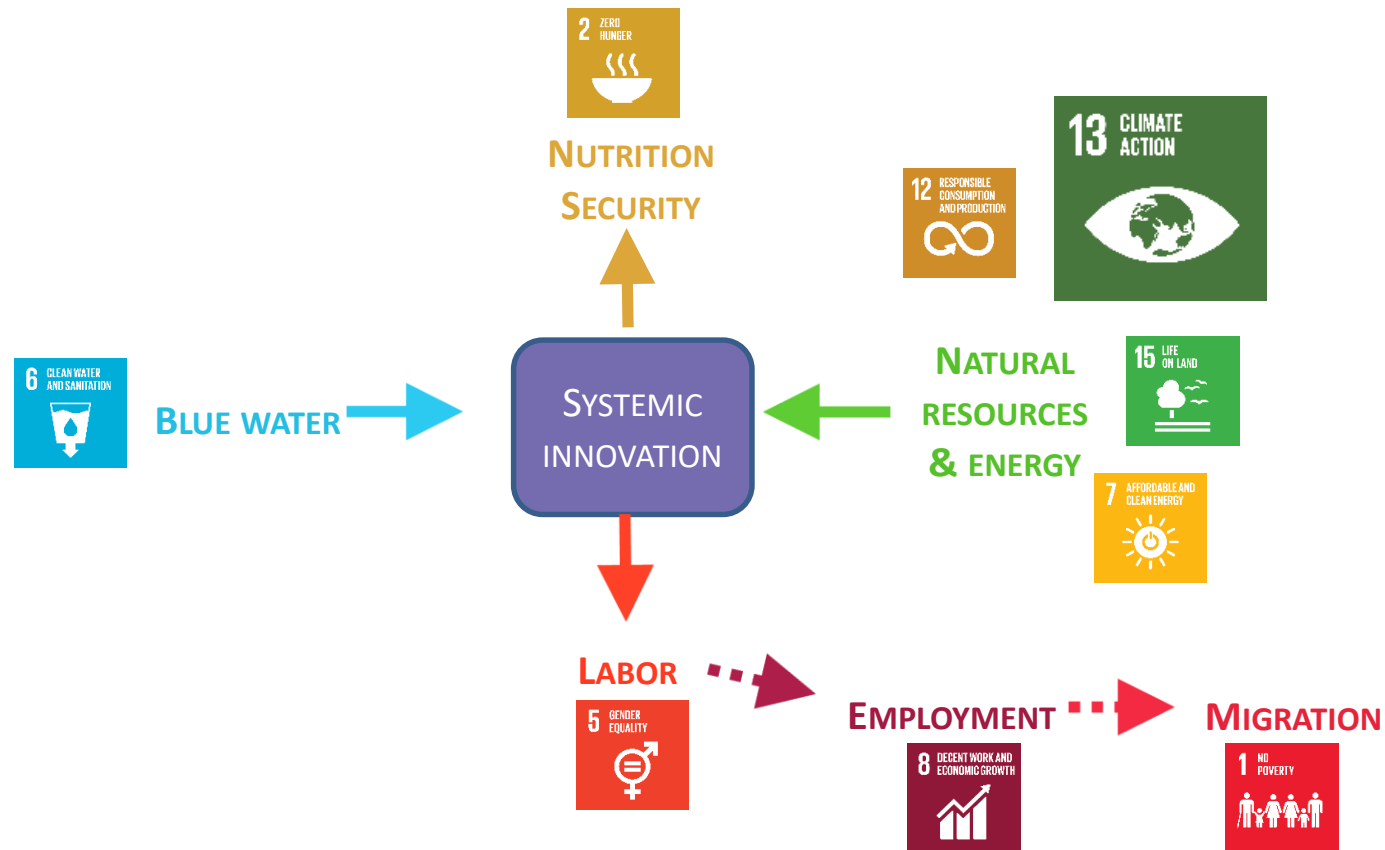 2 ZERO
HUNGER
NUTRITION
SECURITY
13 CLIMATE
ACTION
12 RESPONSIBLE
CONSUMPTION
AND PRODUCTION
6 CLEAN WATER
AND SANITATION
BLUE WATER
SYSTEMIC
INNOVATION
NATURAL
RESOURCES
& ENERGY
15 LIFE
ON LAND
7 AFFORDABLE AND
CLEAN ENERGY
LABOR
5 GENDER
EQUALITY
EMPLOYMENT
8 DECENT WORK AND
ECONOMIC GROWTH
MIGRATION
1 NO
POVERTY